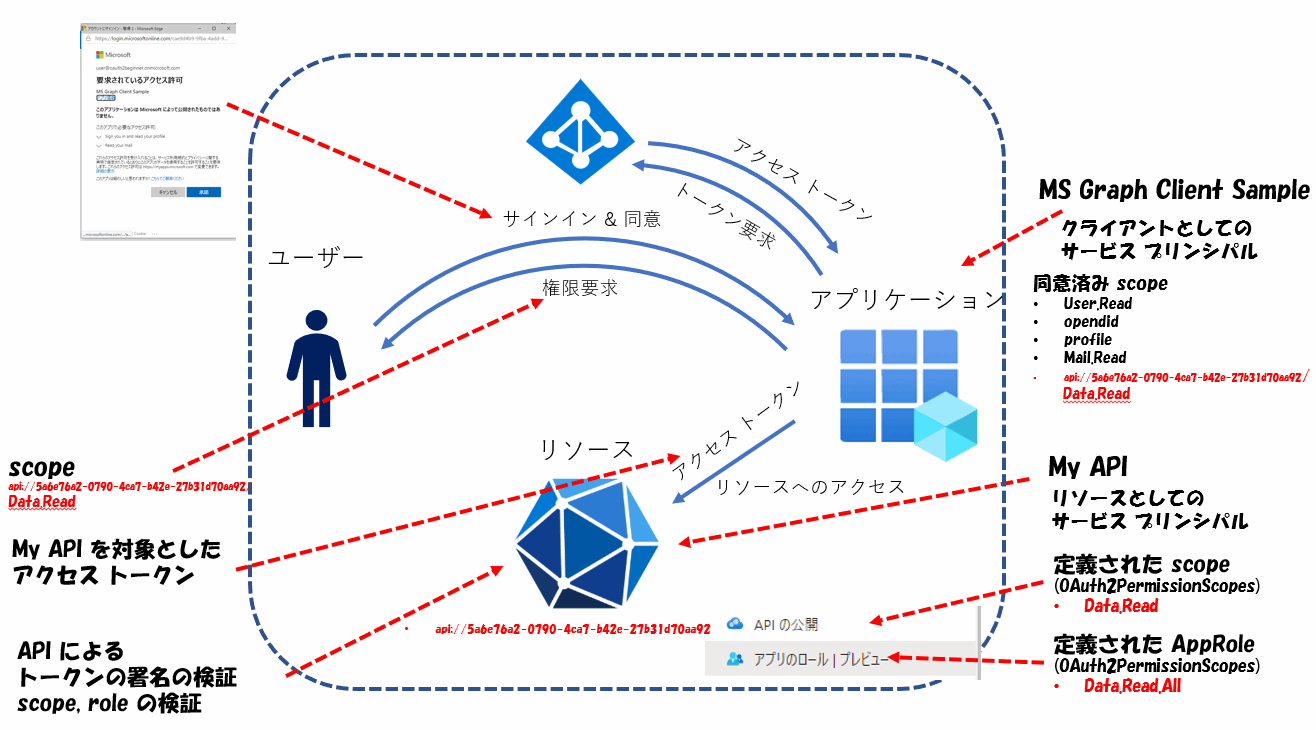 アカウントにサインイン - 職場 2 - Microsoft Edge
https://login.microsoftonline.com/
Microsoft
user@oauth2beginner.onmicrosoft.com
要求されているアクセス許可
MS Graph Client Sample
このアプリケーションは Microsoft によって公開されたものではありません。
このアプリで必要なアクセス許可:
Sign you in and read your profile
Read your mail
キャンセル
承諾
サインイン & 同意
アクセス トークン
トークン要求
ユーザー
権限要求
アプリケーション
MS Graph Client Sample
クライアントとしての
サービス プリンシパル
同意済み scope
• User.Read
• opendid
• profile
• Mail.Read
• api://5a6e76a2-0790-4ca7-b42e-27b31d70aa92/
Data.Read
scope
api://5a6e76a2-0790-4ca7-b42e-27b31d70aa92
Data.Read
リソース
アクセス トークン
リソースへのアクセス
My API
リソースとしての
サービス プリンシパル
My API を対象とした
アクセス トークン
定義された scope
(OAuth2PermissionScopes)
• Data.Read
• api://5a6e76a2-0790-4ca7-b42e-27b31d70aa92
API の公開
アプリのロール | プレビュー
定義された AppRole
(OAuth2PermissionScopes)
• Data.Read.All
API による
トークンの署名の検証
scope, role の検証